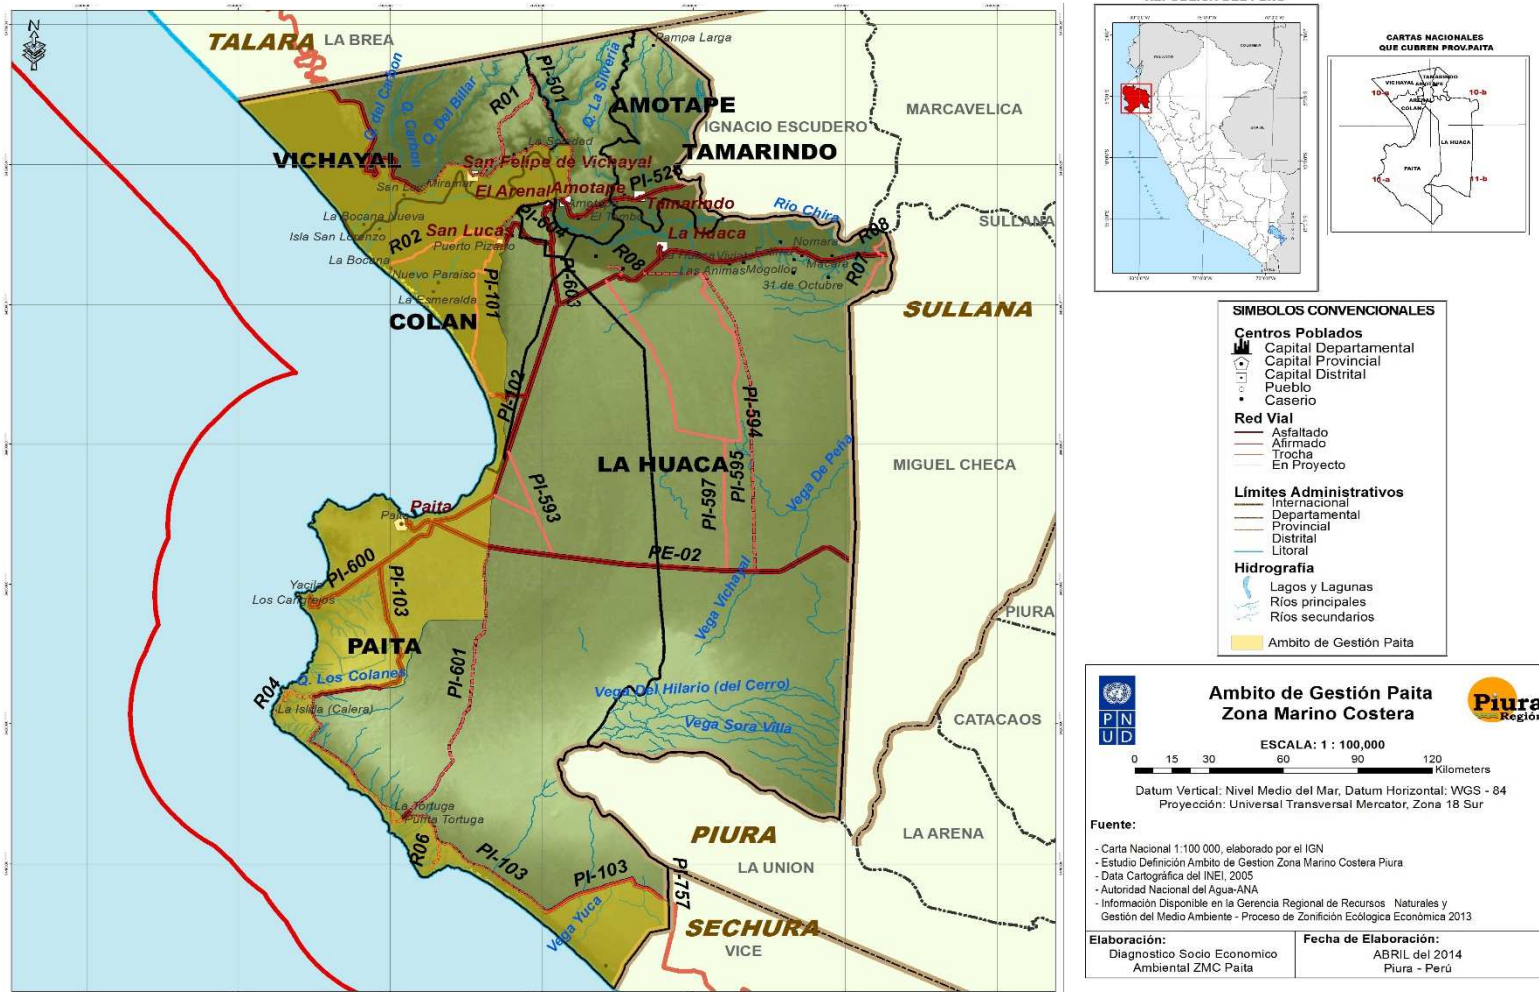 N
TALARA
LA BREA
Pampa Larga
PI-501
Q. La Silveria
Q. del Carbon
Q. Carbon
Q. Del Billar
R01
AMOTAPE
MARCAVELICA
IGNACIO ESCUDERO
TAMARINDO
La Soledad
VICHAYAL
San Felipe de Vichayal
Miramar
El Arenal
Amotape
Tamarindo
La Bocana Nueva
Isla San Lorenzo
R02
San Lucas
Puerto Pizarro
PI-604
El Tambo
Rio Chira
SULLANA
La Huaca
Nomara
R08
R08
La Bocana
Nuevo Paraiso
PI-101
PI-603
Las Animas
Mogollon
Macara
R07
31 de Octubre
La Esmeralda
COLAN
SULLANA
PI-102
PI-594
LA HUACA
PI-595
PI-597
Vega De Peña
MIGUEL CHECA
PI-593
Paita
Paita
PE-02
PI-600
Yacila
Los Cangrejos
PI-103
Vega Vichayal
PIURA
PAITA
PI-601
Q. Los Colanes
R04
La Islilla (Calera)
Vega Del Hilario (del Cerro)
Vega Sora Villa
CATACAOS
La Tortuga
Punta Tortuga
R06
PIURA
LA ARENA
LA UNION
PI-103
PI-103
PI-757
Vega Yuca
SECHURA
VICE
CARTAS NACIONALES
QUE CUBREN PROV.PAITA
VICHAYAL
TAMARINDO
AMOTAPE
10-a
10-b
ARENAL
COLAN
LA HUACA
PAITA
11-a
11-b
SIMBOLOS CONVENCIONALES
Centros Poblados
Capital Departamental
Capital Provincial
Capital Distrital
Pueblo
Caserio
Red Vial
Asfaltado
Afirmado
Trocha
En Proyecto
Límites Administrativos
Internacional
Departamental
Provincial
Distrital
Litoral
Hidrografía
Lagos y Lagunas
Ríos principales
Ríos secundarios
Ambito de Gestión Paita
P N
U D
Ambito de Gestión Paita
Zona Marino Costera
Piura
Región
ESCALA: 1 : 100,000
0 15 30 60 90 120
Kilometers
Datum Vertical: Nivel Medio del Mar, Datum Horizontal: WGS - 84
Proyección: Universal Transversal Mercator, Zona 18 Sur
Fuente:
- Carta Nacional 1:100 000, elaborado por el IGN
- Estudio Definición Ambito de Gestion Zona Marino Costera Piura
- Data Cartográfica del INEI, 2005
- Autoridad Nacional del Agua-ANA
- Información Disponible en la Gerencia Regional de Recursos Naturales y
Gestión del Medio Ambiente - Proceso de Zonifición Ecólogica Económica 2013
Elaboración:
Diagnostico Socio Economico
Ambiental ZMC Paita
Fecha de Elaboración:
ABRIL del 2014
Piura - Perú